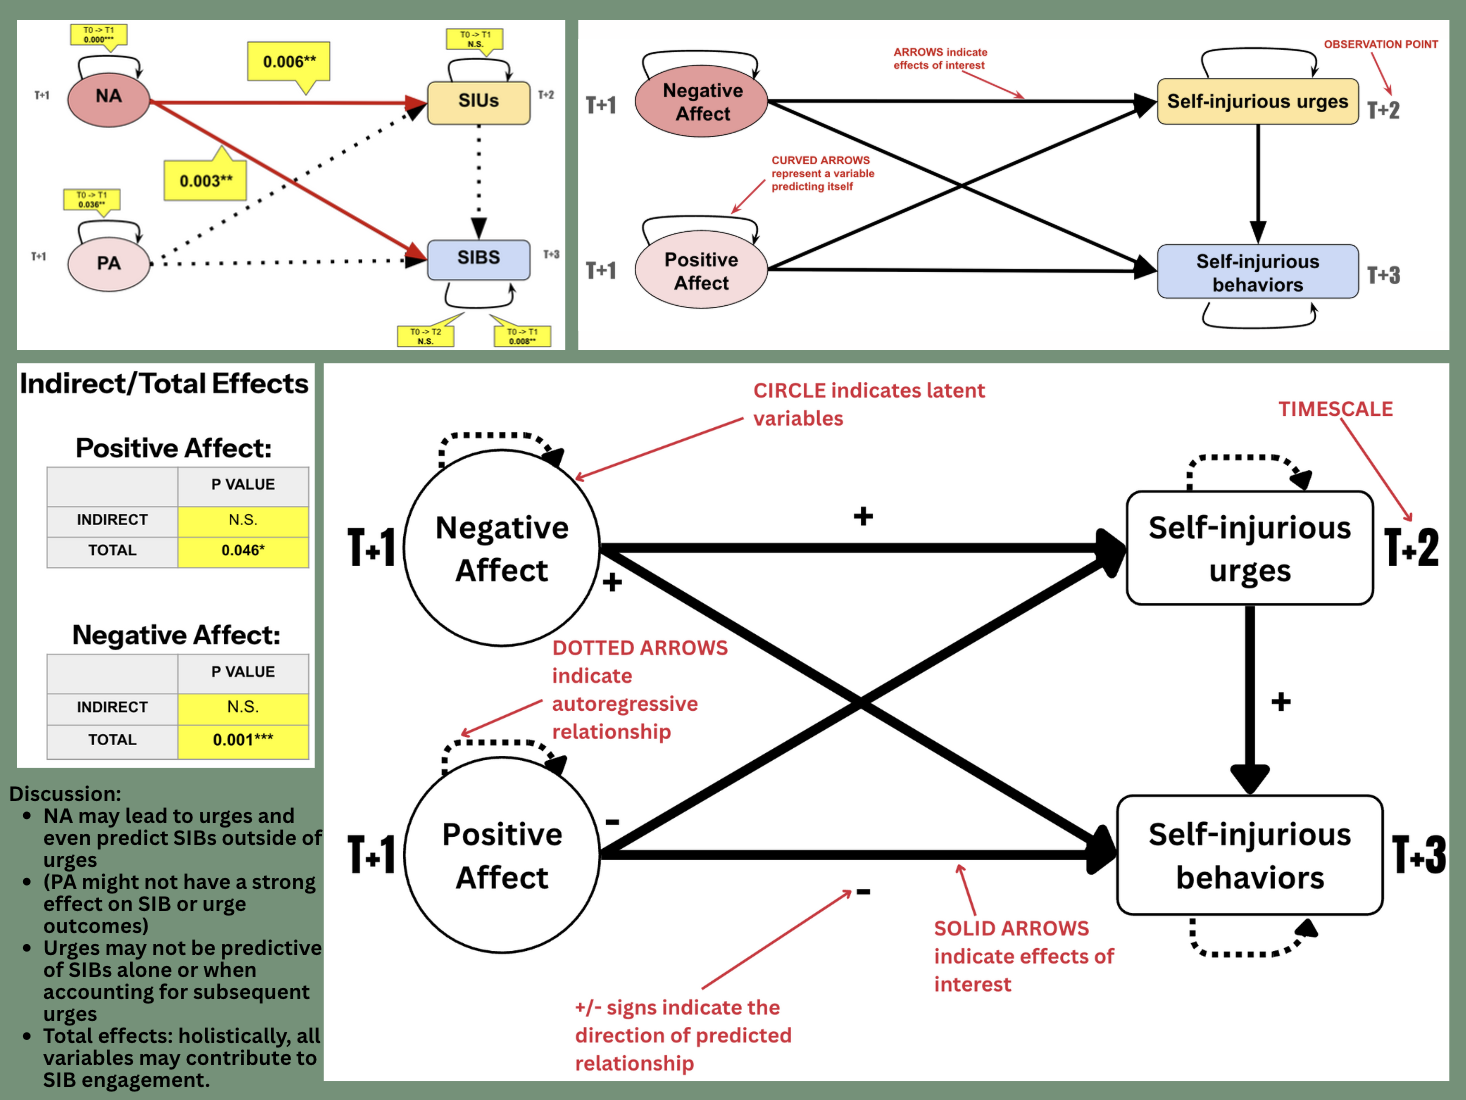 T0 -> T1
0.000***
0.006**
T0 -> T1
N.S.
T+1
NA
SIUs
T+2
0.003**
T0 -> T1
0.036**
T+1
PA
SIBS
T+3
T0 -> T2
N.S.
T0 -> T1
0.008**
OBSERVATION POINT
ARROWS indicate
effects of interest
T+1
Negative
Affect
Self-injurious urges
T+2
CURVED ARROWS
represent a variable
predicting itself
T+1
Positive
Affect
Self-injurious
behaviors
T+3
Indirect/Total Effects
Positive Affect:
P VALUE
INDIRECT N.S.
TOTAL 0.046*
Negative Affect:
P VALUE
INDIRECT N.S.
TOTAL 0.001***
Discussion:
• NA may lead to urges and
even predict SIBs outside of
urges
• (PA might not have a strong
effect on SIB or urge
outcomes)
• Urges may not be predictive
of SIBs alone or when
accounting for subsequent
urges
• Total effects: holistically, all
variables may contribute to
SIB engagement.
CIRCLE indicates latent
variables
TIMESCALE
T+1
Negative
Affect
+
+
Self-injurious
urges
T+2
DOTTED ARROWS
indicate
autoregressive
relationship
+
T+1
Positive
Affect
-
-
Self-injurious
behaviors
T+3
SOLID ARROWS
indicate effects of
interest
+/- signs indicate the
direction of predicted
relationship